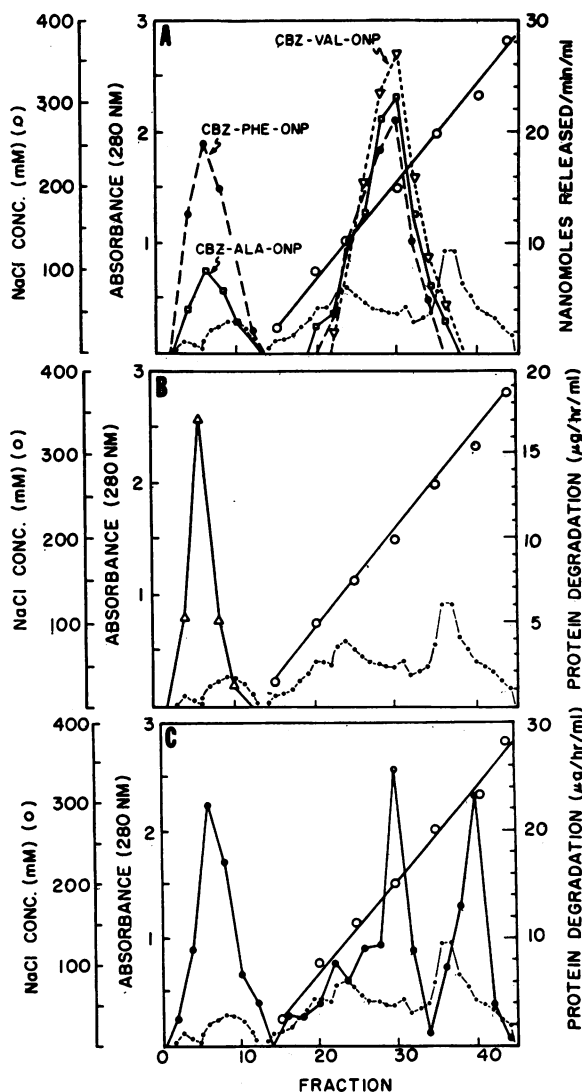 A
NaCl CONC. (mM) (o)
400
300
200
100
ABSORBANCE (280 NM)
3
2
1
CBZ-VAL-ONP
CBZ-PHE-ONP
CBZ-ALA-ONP
30
20
10
NANOMOLES RELEASED/min/ml
B
NaCl CONC. (mM) (o)
400
300
200
100
ABSORBANCE (280 NM)
3
2
1
20
15
10
5
PROTEIN DEGRADATION (µg/hr/ml)
C
NaCl CONC. (mM) (o)
400
300
200
100
ABSORBANCE (280 NM)
3
2
1
30
20
10
PROTEIN DEGRADATION (µg/hr/ml)
0 10 20 30 40
FRACTION